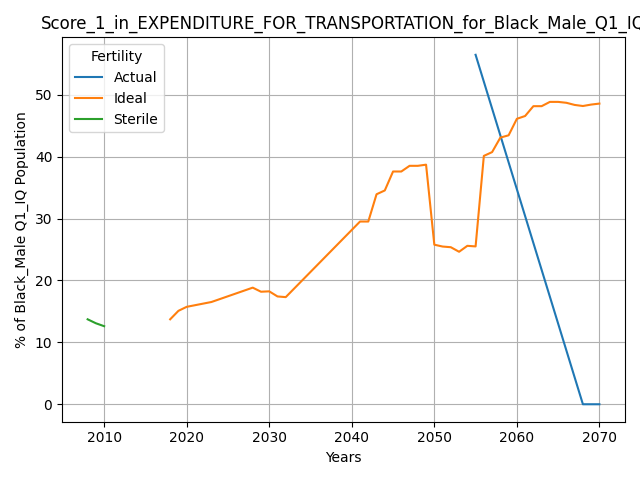 Score_1_in_EXPENDITURE_FOR_TRANSPORTATION_for_Black_Male_Q1_IQ
Fertility
Actual
Ideal
Sterile
% of Black_Male Q1_IQ Population
50
40
30
20
10
0
2010 2020 2030 2040 2050 2060 2070
Years